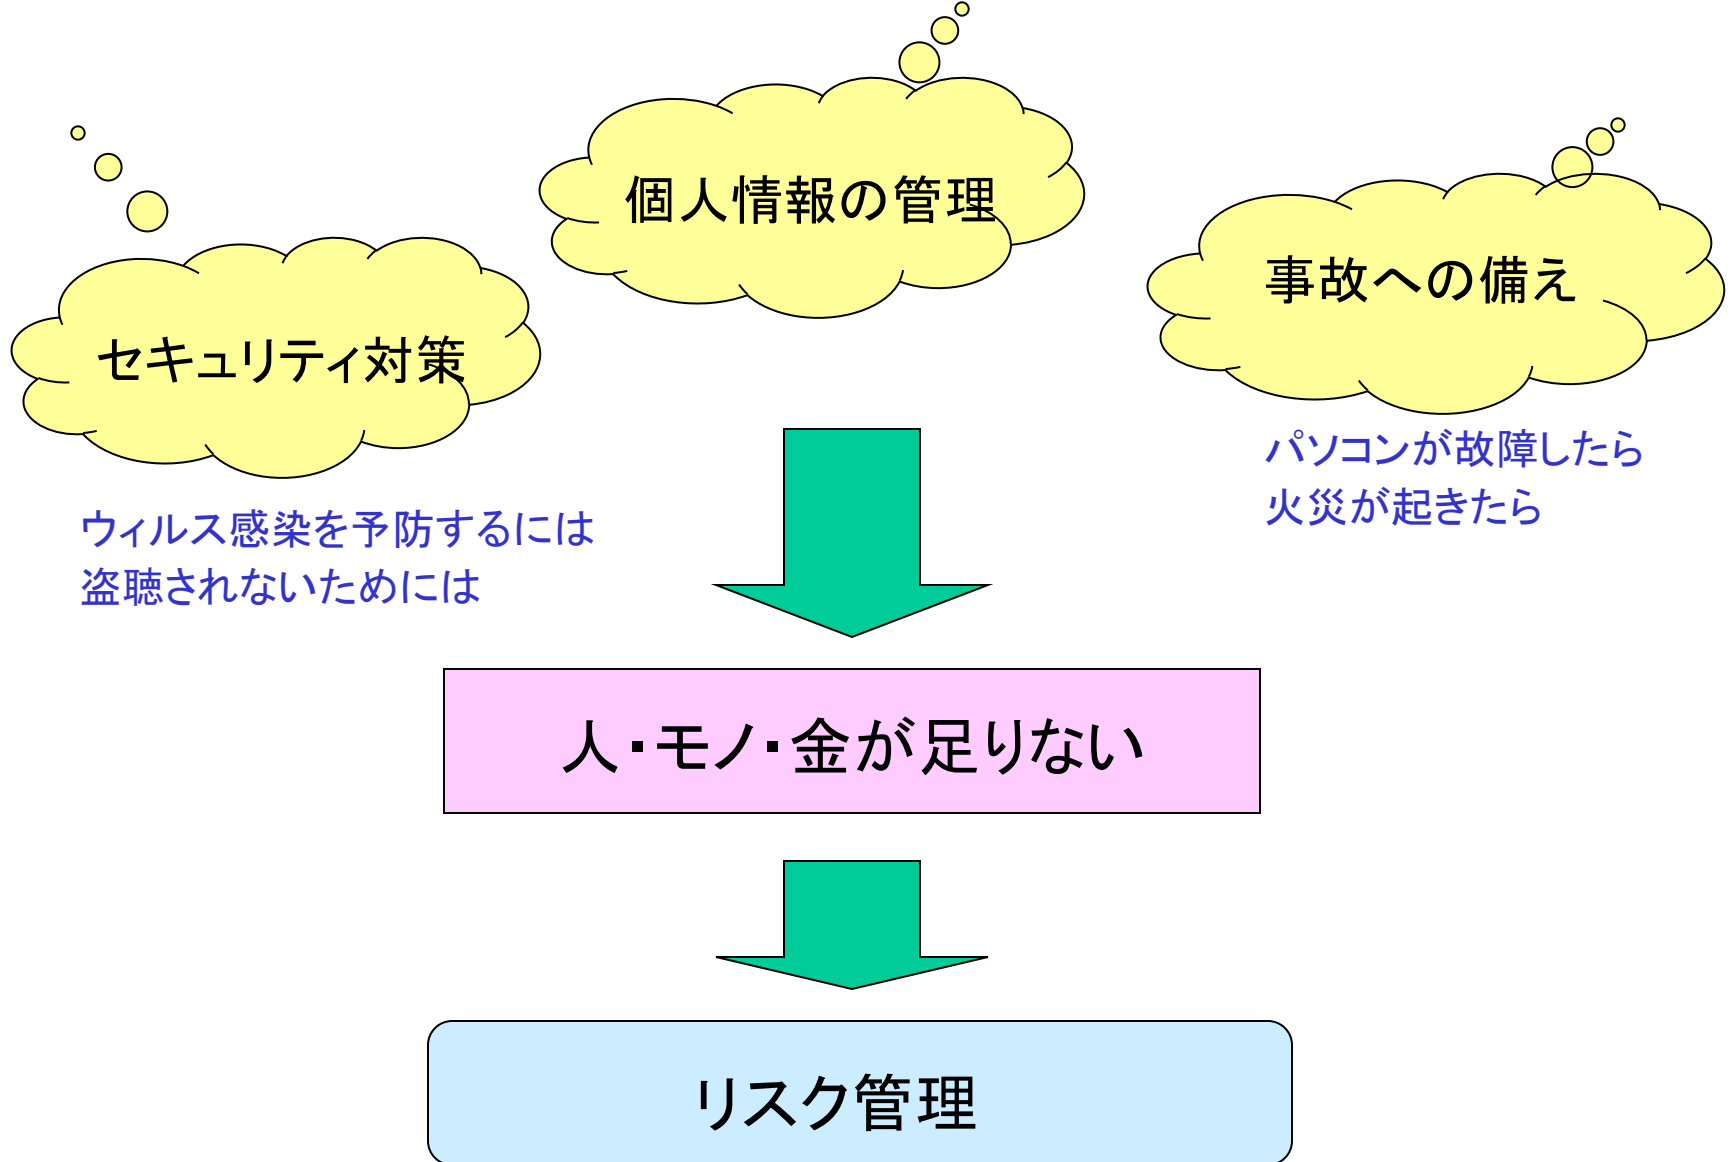 個人情報の管理
セキュリティ対策
事故への備え
ウィルス感染を予防するには
盗聴されないためには
パソコンが故障したら
火災が起きたら
人・モノ・金が足りない
リスク管理